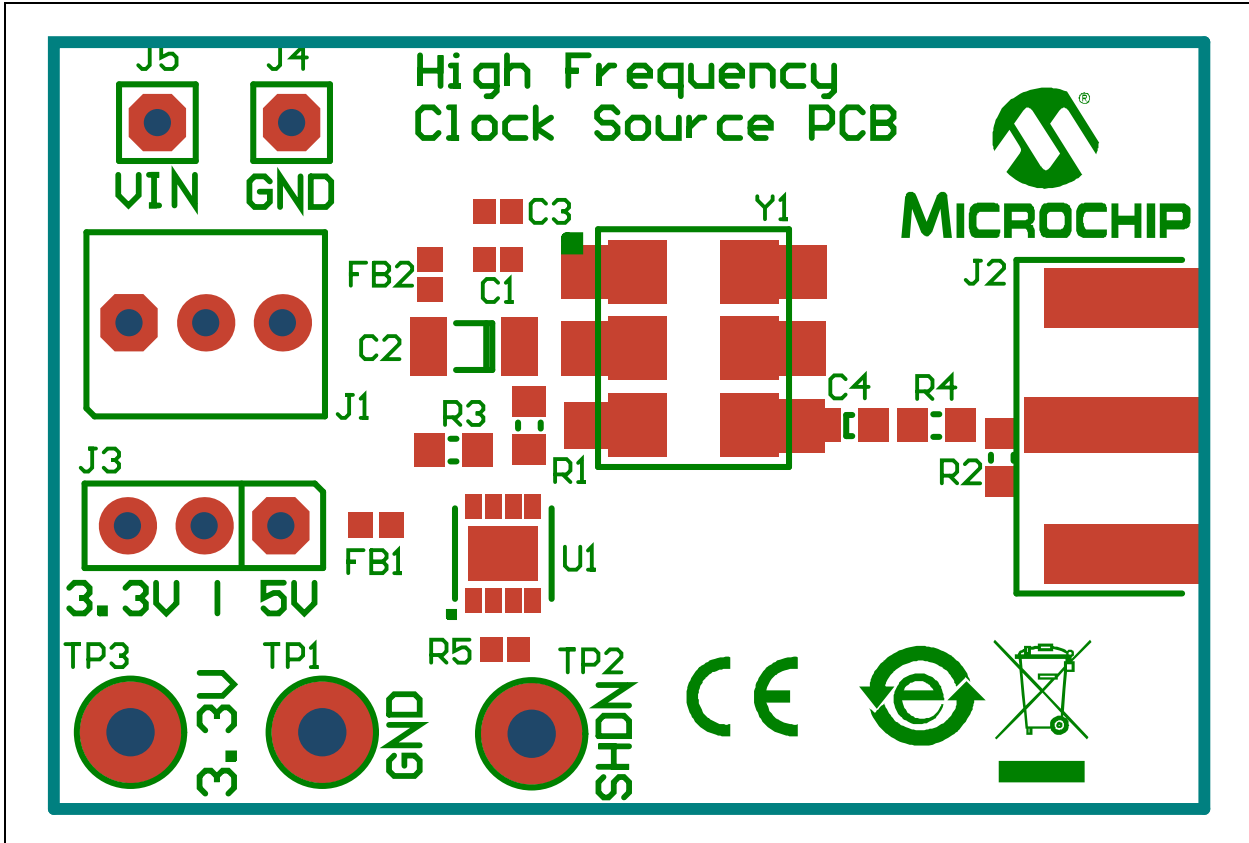 J5
J4
High Frequency
Clock Source PCB
®
VIN
GND
MICROCHIP
C3
Y1
FB2
C1
J2
C2
J1
R3
C4
R4
J3
R1
R2
FB1
U1
3.3V | 5V
R5
TP3
TP1
TP2
3.3V
GND
SHDN
CE
e